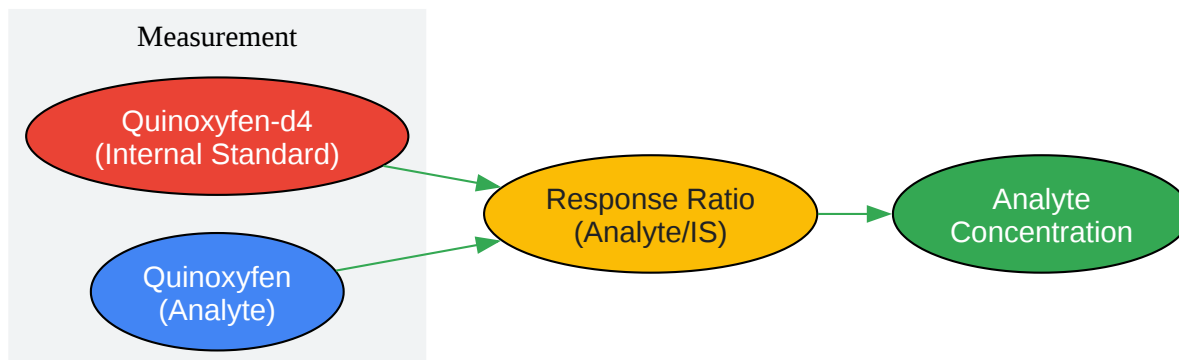 Measurement
Quinoxyfen-d4
(Internal Standard)
Quinoxyfen
(Analyte)
Response Ratio
(Analyte/IS)
Analyte
Concentration